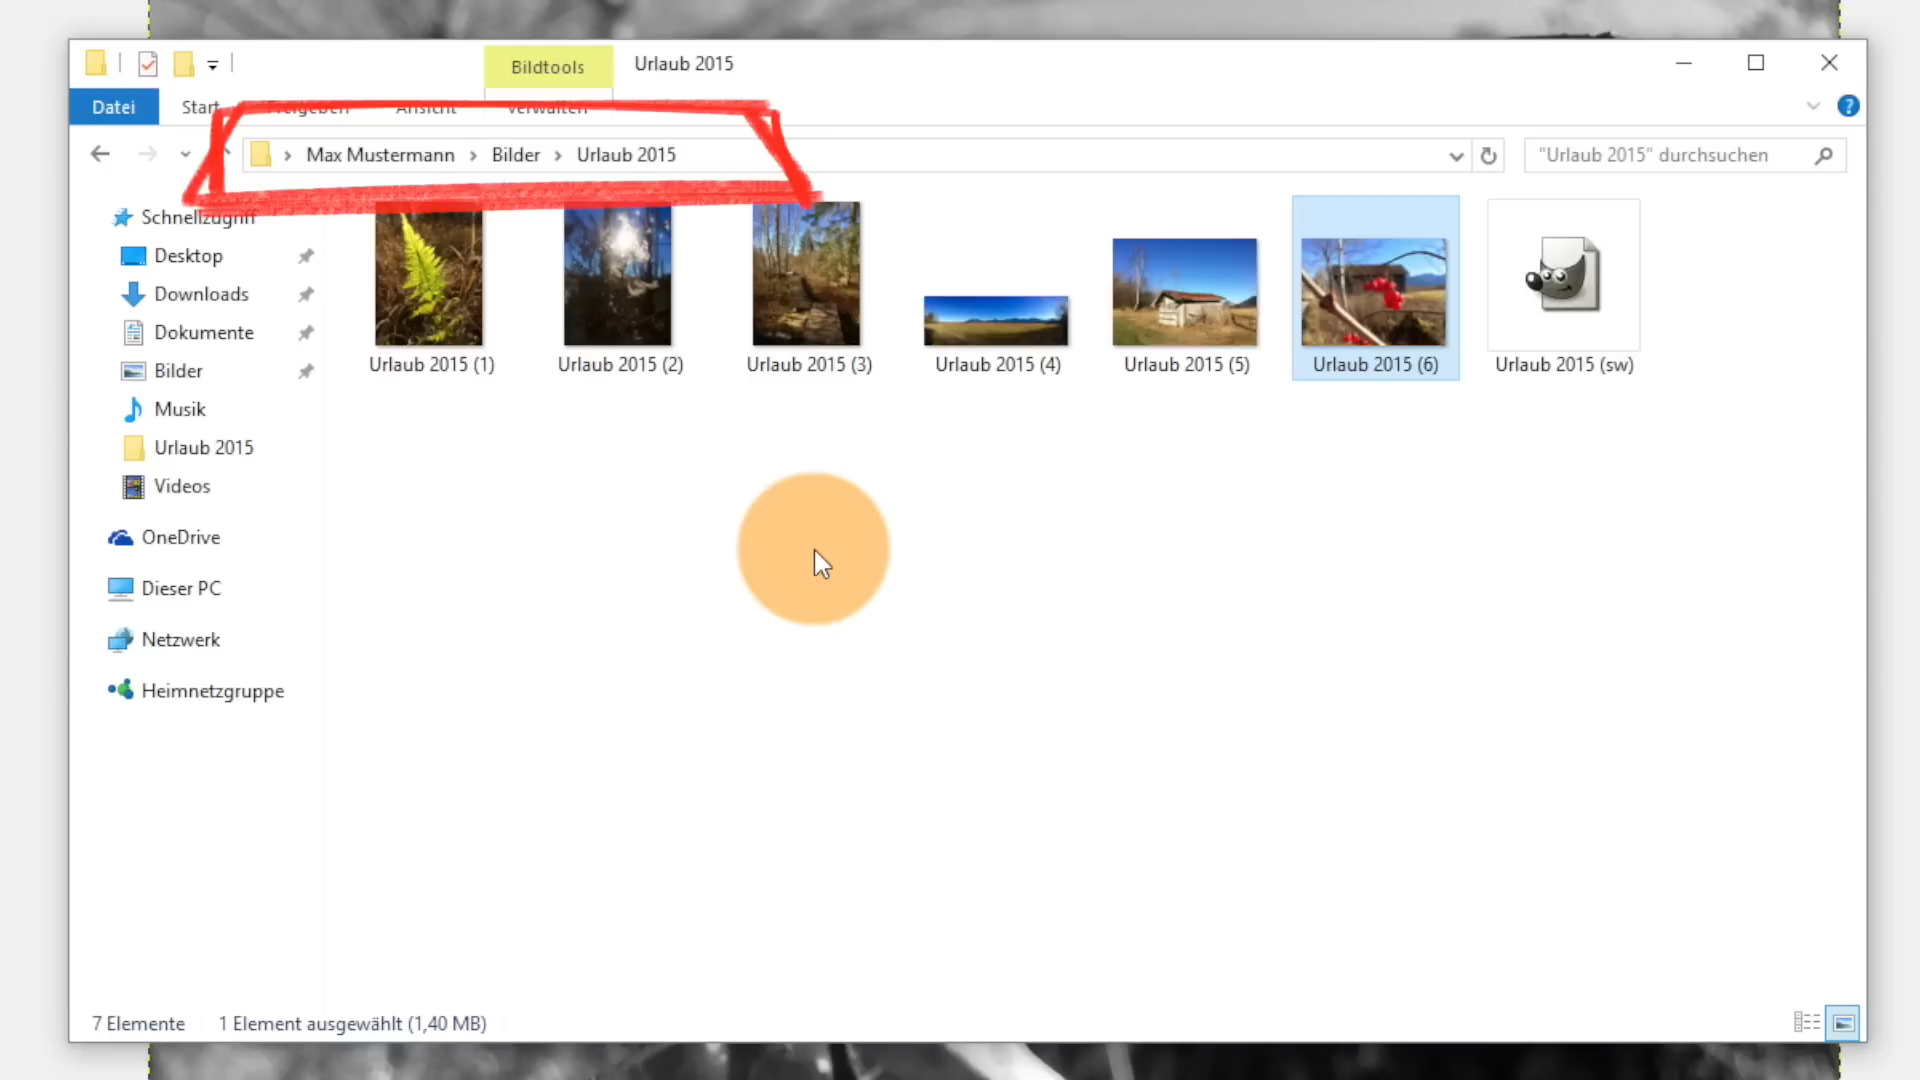 Bildtools
Urlaub 2015
Datei
Start
Freigeben
Ansicht
Verwalten
Max Mustermann
Bilder
Urlaub 2015
"Urlaub 2015" durchsuchen
Schnellzugriff
Desktop
Downloads
Dokumente
Bilder
Musik
Urlaub 2015
Videos
OneDrive
Dieser PC
Netzwerk
Heimnetzgruppe
Urlaub 2015 (1)
Urlaub 2015 (2)
Urlaub 2015 (3)
Urlaub 2015 (4)
Urlaub 2015 (5)
Urlaub 2015 (6)
Urlaub 2015 (sw)
7 Elemente
1 Element ausgewählt (1,40 MB)